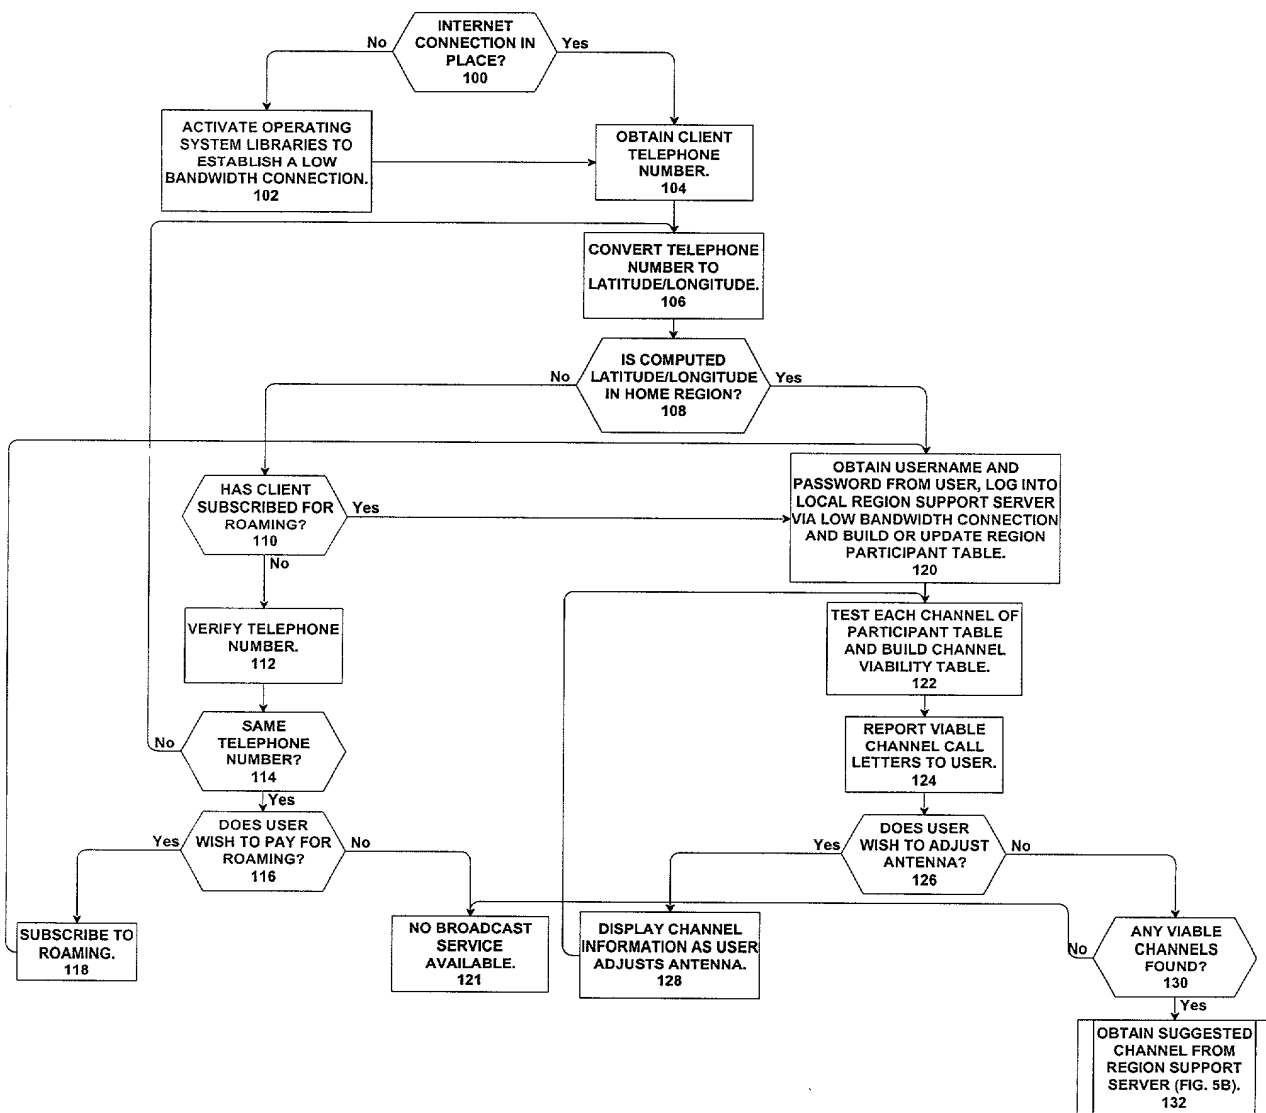 INTERNET
CONNECTION IN
PLACE?
100
No
Yes
ACTIVATE OPERATING
SYSTEM LIBRARIES TO
ESTABLISH A LOW
BANDWIDTH CONNECTION.
102
OBTAIN CLIENT
TELEPHONE
NUMBER.
104
CONVERT TELEPHONE
NUMBER TO
LATITUDE/LONGITUDE.
106
IS COMPUTED
LATITUDE/LONGITUDE
IN HOME REGION?
108
No
Yes
HAS CLIENT
SUBSCRIBED FOR
ROAMING?
110
Yes
No
OBTAIN USERNAME AND
PASSWORD FROM USER, LOG INTO
LOCAL REGION SUPPORT SERVER
VIA LOW BANDWIDTH CONNECTION
AND BUILD OR UPDATE REGION
PARTICIPANT TABLE.
120
VERIFY TELEPHONE
NUMBER.
112
TEST EACH CHANNEL OF
PARTICIPANT TABLE
AND BUILD CHANNEL
VIABILITY TABLE.
122
SAME
TELEPHONE
NUMBER?
114
No
Yes
REPORT VIABLE
CHANNEL CALL
LETTERS TO USER.
124
DOES USER
WISH TO PAY FOR
ROAMING?
116
Yes
No
DOES USER
WISH TO ADJUST
ANTENNA?
126
Yes
No
SUBSCRIBE TO
ROAMING.
118
NO BROADCAST
SERVICE
AVAILABLE.
121
DISPLAY CHANNEL
INFORMATION AS USER
ADJUSTS ANTENNA.
128
ANY VIABLE
CHANNELS
FOUND?
130
No
Yes
OBTAIN SUGGESTED
CHANNEL FROM
REGION SUPPORT
SERVER (FIG. 5B).
132